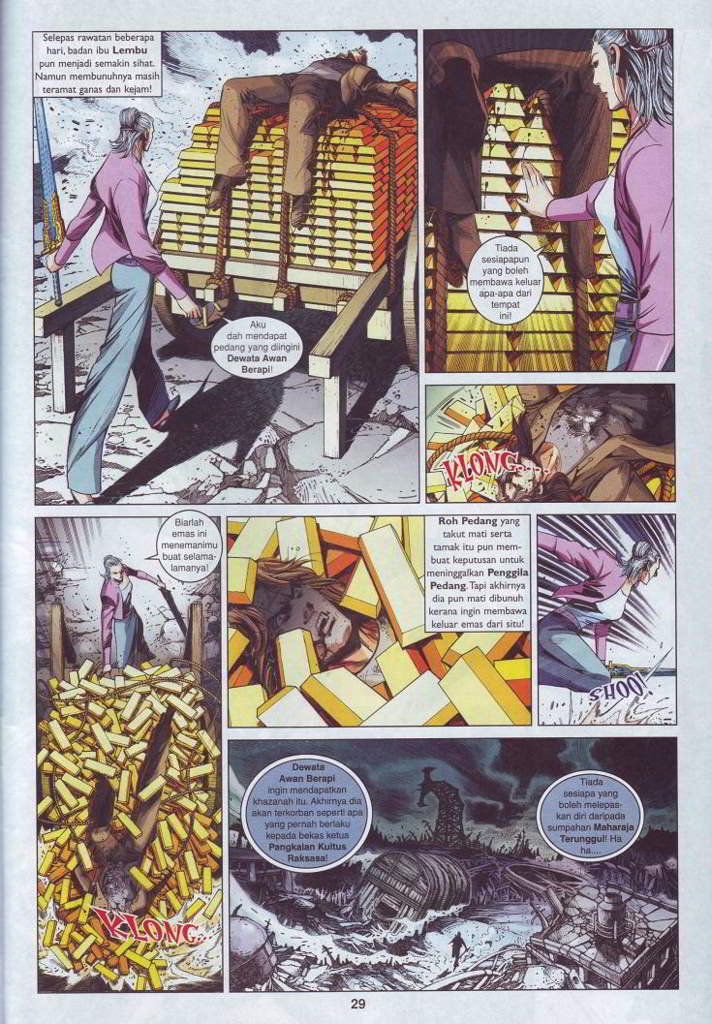 Selepas rawatan beberapa
hari, badan ibu Lembu
pun menjadi semakin sihat.
Namun membunuhnya masih
teramat ganas dan kejam!
Aku
dah mendapat
pedang yang diingini
Dewata Awan
Berapi!
Tiada
sesiapapun
yang boleh
membawa keluar
apa-apa dari
tempat
ini!
KLONG...
Biarlah
emas ini
menemanimu
buat selama-
lamanya!
KLONG...
Roh Pedang yang
takut mati serta
tamak itu pun mem-
buat keputusan untuk
meninggalkan Penggila
Pedang. Tapi akhirnya
dia pun mati dibunuh
kerana ingin membawa
keluar emas dari situ!
SHOO!
Dewata
Awan Berapi
ingin mendapatkan
khazanah itu. Akhirnya dia
akan terkorban seperti apa
yang pernah berlaku
kepada bekas ketua
Pangkalan Kuitus
Raksasa!
Tiada
sesiapa yang
boleh melepas-
kan diri daripada
sumpahan Maharaja
Terunggul! Ha
ha....
29